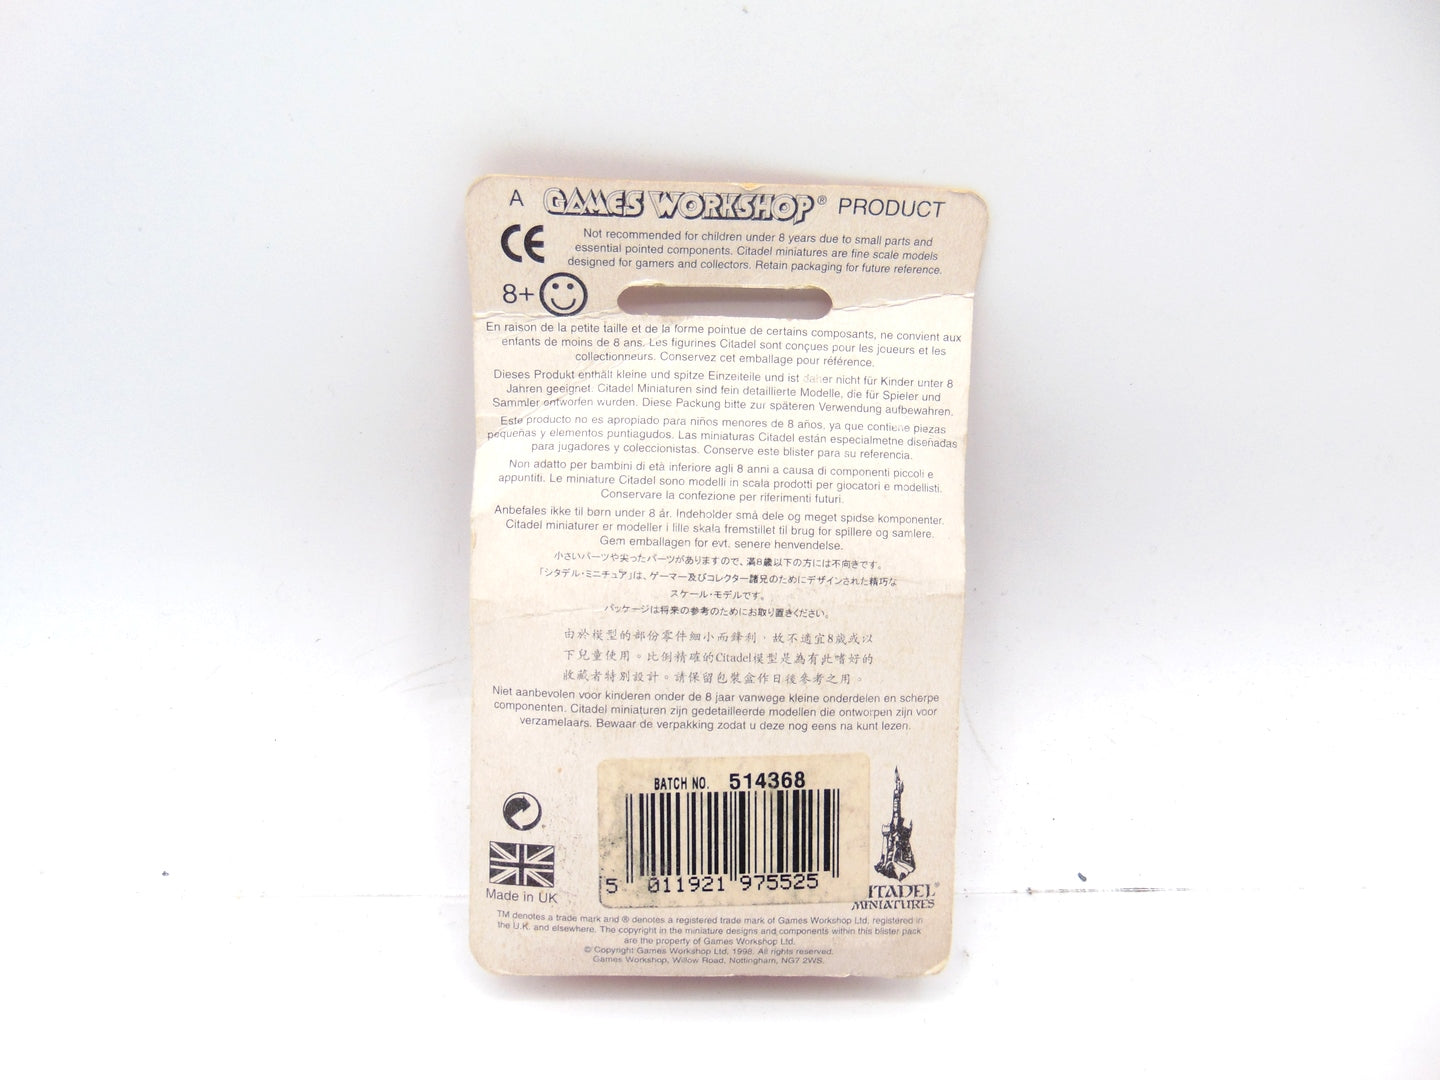 A GAMES WORKSHOP® PRODUCT
CE
Not recommended for children under 8 years due to small parts and
essential pointed components. Citadel miniatures are fine scale models
designed for gamers and collectors. Retain packaging for future reference.
8+
En raison de la petite taille et de la forme pointue de certains composants, ne convient aux
enfants de moins de 8 ans. Les figurines Citadel sont conçues pour les joueurs et les
collectionneurs. Conservez cet emballage pour référence.
Dieses Produkt enthält kleine und spitze Einzelteile und ist daher nicht für Kinder unter 8
Jahren geeignet. Citadel Miniaturen sind fein detaillierte Modelle, die für Spieler und
Sammler entworfen wurden. Diese Packung bitte zur späteren Verwendung aufbewahren.
Este producto no es apropiado para niños menores de 8 años, ya que contiene piezas
pequeñas y elementos puntiagudos. Las miniaturas Citadel están especialmetne diseñadas
para jugadores y coleccionistas. Conserve este blister para su referencia.
Non adatto per bambini di età inferiore agli 8 anni a causa di componenti piccoli e
appuntiti. Le miniature Citadel sono modelli in scala prodotti per giocatori e modellisti.
Conservare la confezione per riferimenti futuri.
Anbefales ikke til børn under 8 år. Indeholder små dele og meget spidse komponenter.
Citadel miniaturer er modeller i lille skala fremstillet til brug for spillere og samlere.
Gem emballagen for evt. senere henvendelse.
小さいパーツや尖ったパーツがありますので、満8歳以下の方には不向きです。
「シタデル・ミニチュア」は、ゲーマー及びコレクター諸兄のためにデザインされた精巧な
スケール・モデルです。
パッケージは将来の参考のためにお取り置きください。
由於模型的部份零件細小而鋒利，故不適宜8歲或以
下兒童使用。比例精確的Citadel模型是為有此嗜好的
收藏者特別設計。請保留包裝盒作日後參考之用。
Niet aanbevolen voor kinderen onder de 8 jaar vanwege kleine onderdelen en scherpe
componenten. Citadel miniaturen zijn gedetailleerde modellen die ontworpen zijn voor
verzamelaars. Bewaar de verpakking zodat u deze nog eens na kunt lezen.
BATCH NO. 514368
5 011921 975525
Made in UK
ITADEL®
MINIATURES
TM denotes a trade mark and ® denotes a registered trade mark of Games Workshop Ltd, registered in
the U.K. and elsewhere. The copyright in the miniature designs and components within this blister pack
are the property of Games Workshop Ltd.
© Copyright Games Workshop Ltd. 1998. All rights reserved.
Games Workshop, Willow Road, Nottingham, NG7 2WS.